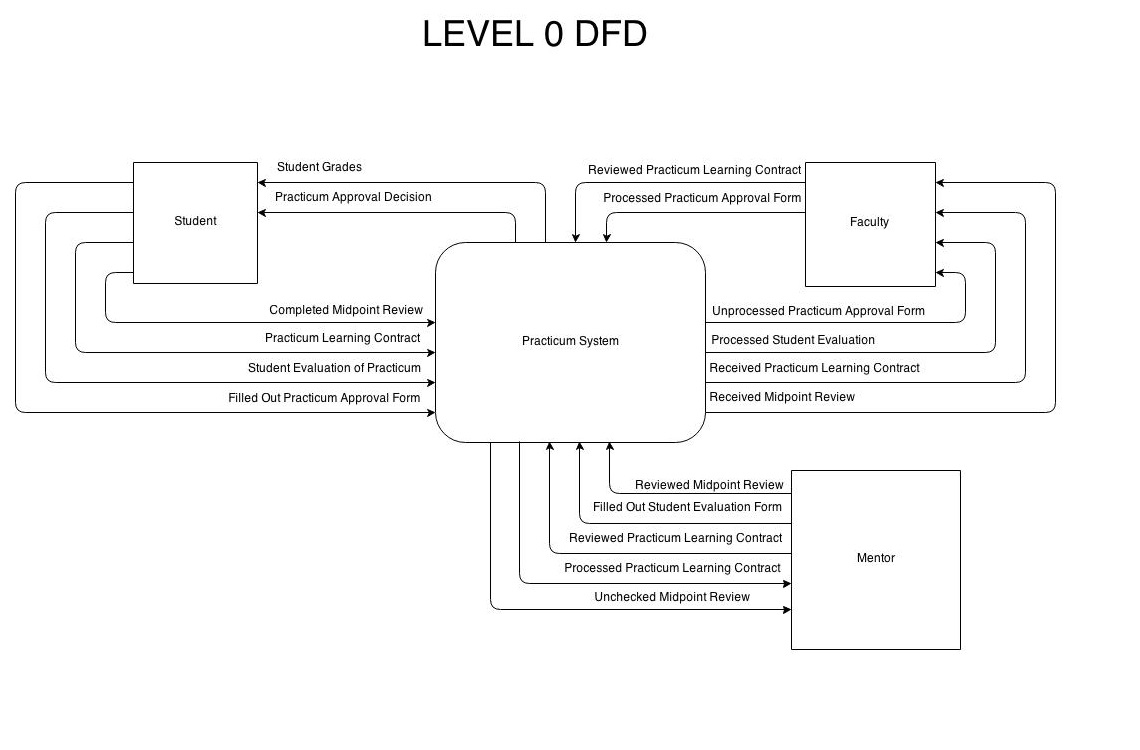 LEVEL 0 DFD
Student Grades
Practicum Approval Decision
Reviewed Practicum Learning Contract
Processed Practicum Approval Form
Student
Faculty
Completed Midpoint Review
Practicum Learning Contract
Student Evaluation of Practicum
Filled Out Practicum Approval Form
Practicum System
Unprocessed Practicum Approval Form
Processed Student Evaluation
Received Practicum Learning Contract
Received Midpoint Review
Reviewed Midpoint Review
Filled Out Student Evaluation Form
Reviewed Practicum Learning Contract
Processed Practicum Learning Contract
Unchecked Midpoint Review
Mentor